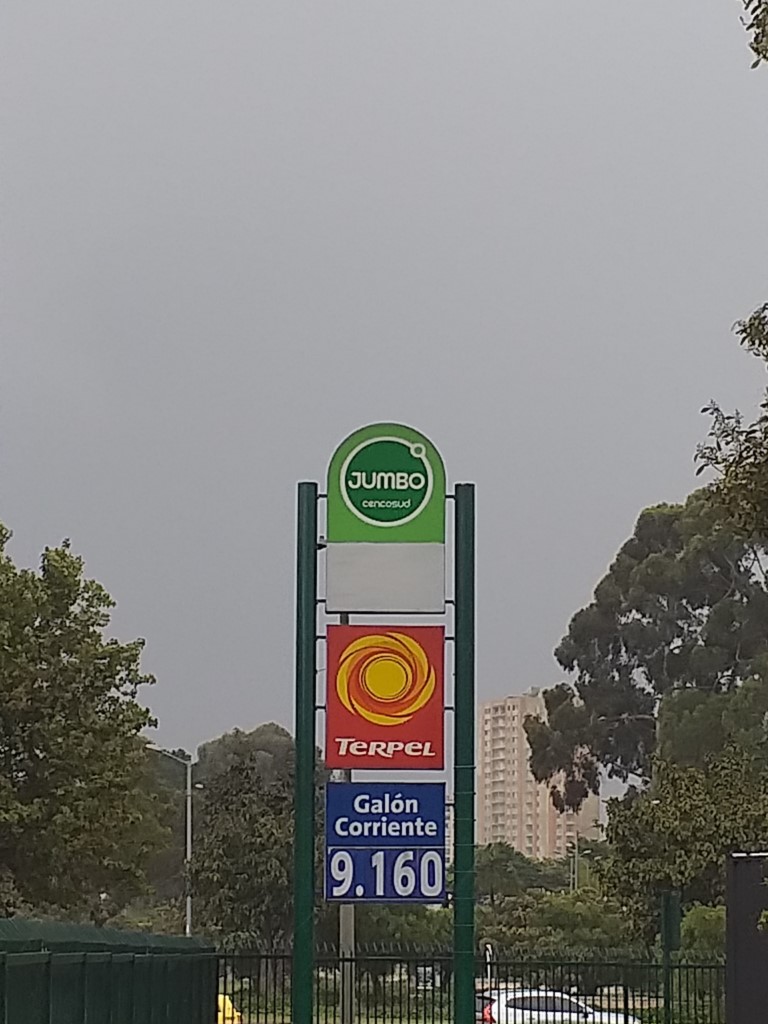 JUMBO
cencosud
TERPEL
Galón
Corriente
9.160